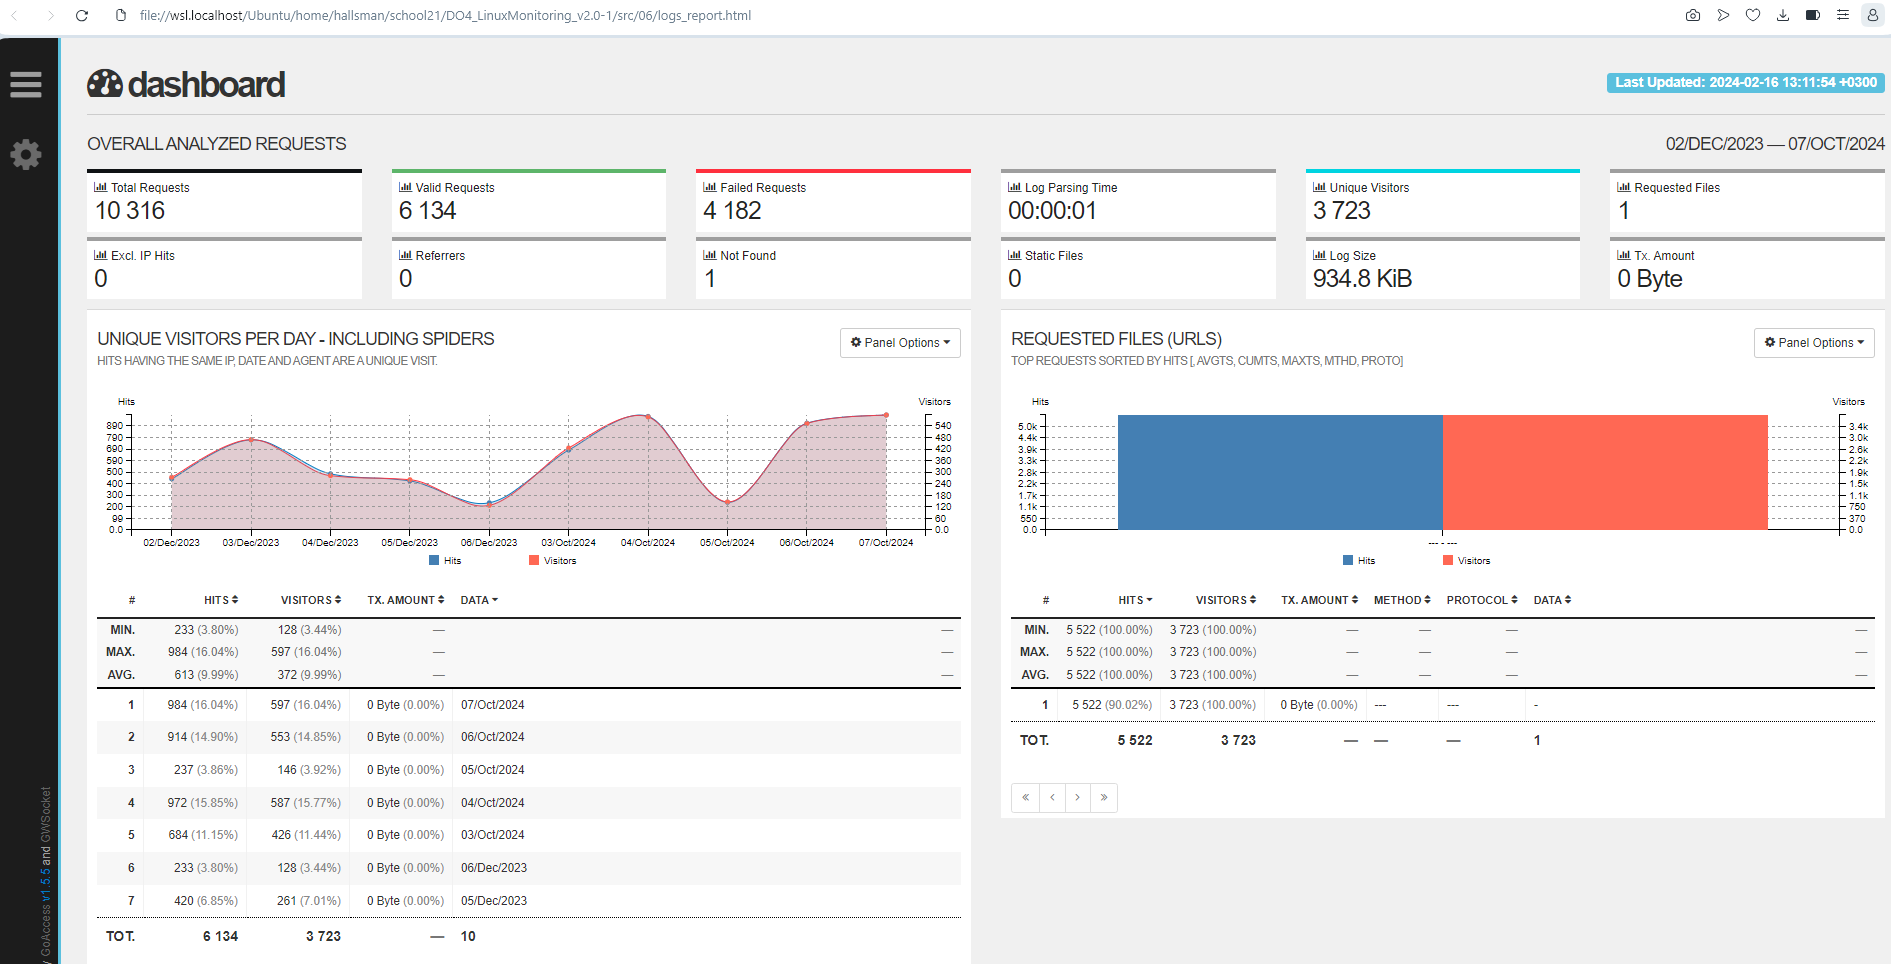 file://wsl.localhost/Ubuntu/home/hallsman/school21/DO4_LinuxMonitoring_v2.0-1/src/06/logs_report.html
dashboard
Last Updated: 2024-02-16 13:11:54 +0300
OVERALL ANALYZED REQUESTS
02/DEC/2023 — 07/OCT/2024
Total Requests
10 316
Valid Requests
6 134
Failed Requests
4 182
Log Parsing Time
00:00:01
Unique Visitors
3 723
Requested Files
1
Excl. IP Hits
0
Referrers
0
Not Found
1
Static Files
0
Log Size
934.8 KiB
Tx. Amount
0 Byte
UNIQUE VISITORS PER DAY - INCLUDING SPIDERS
Panel Options
HITS HAVING THE SAME IP, DATE AND AGENT ARE A UNIQUE VISIT.
Hits
Visitors
890
790
690
590
500
400
300
200
99
0.0
540
480
420
360
300
240
180
120
60
0.0
02/Dec/2023 03/Dec/2023 04/Dec/2023 05/Dec/2023 06/Dec/2023 03/Oct/2024 04/Oct/2024 05/Oct/2024 06/Oct/2024 07/Oct/2024
Hits Visitors
# HITS VISITORS TX. AMOUNT DATA
MIN. 233 (3.80%) 128 (3.44%) — —
MAX. 984 (16.04%) 597 (16.04%) — —
AVG. 613 (9.99%) 372 (9.99%) — —
1 984 (16.04%) 597 (16.04%) 0 Byte (0.00%) 07/Oct/2024
2 914 (14.90%) 553 (14.85%) 0 Byte (0.00%) 06/Oct/2024
3 237 (3.86%) 146 (3.92%) 0 Byte (0.00%) 05/Oct/2024
4 972 (15.85%) 587 (15.77%) 0 Byte (0.00%) 04/Oct/2024
5 684 (11.15%) 426 (11.44%) 0 Byte (0.00%) 03/Oct/2024
6 233 (3.80%) 128 (3.44%) 0 Byte (0.00%) 06/Dec/2023
7 420 (6.85%) 261 (7.01%) 0 Byte (0.00%) 05/Dec/2023
TOT. 6 134 3 723 — 10
REQUESTED FILES (URLS)
Panel Options
TOP REQUESTS SORTED BY HITS [, AVGTS, CUMTS, MAXTS, MTHD, PROTO]
Hits
Visitors
5.0k
4.4k
3.9k
3.3k
2.8k
2.2k
1.7k
1.1k
550
0.0
3.4k
3.0k
2.6k
2.2k
1.9k
1.5k
1.1k
750
370
0.0
--- - ---
Hits Visitors
# HITS VISITORS TX. AMOUNT METHOD PROTOCOL DATA
MIN. 5 522 (100.00%) 3 723 (100.00%) — — — —
MAX. 5 522 (100.00%) 3 723 (100.00%) — — — —
AVG. 5 522 (100.00%) 3 723 (100.00%) — — — —
1 5 522 (90.02%) 3 723 (100.00%) 0 Byte (0.00%) --- --- -
TOT. 5 522 3 723 — — — 1
« ‹ › »
y GoAccess v1.5.5 and GWSocket